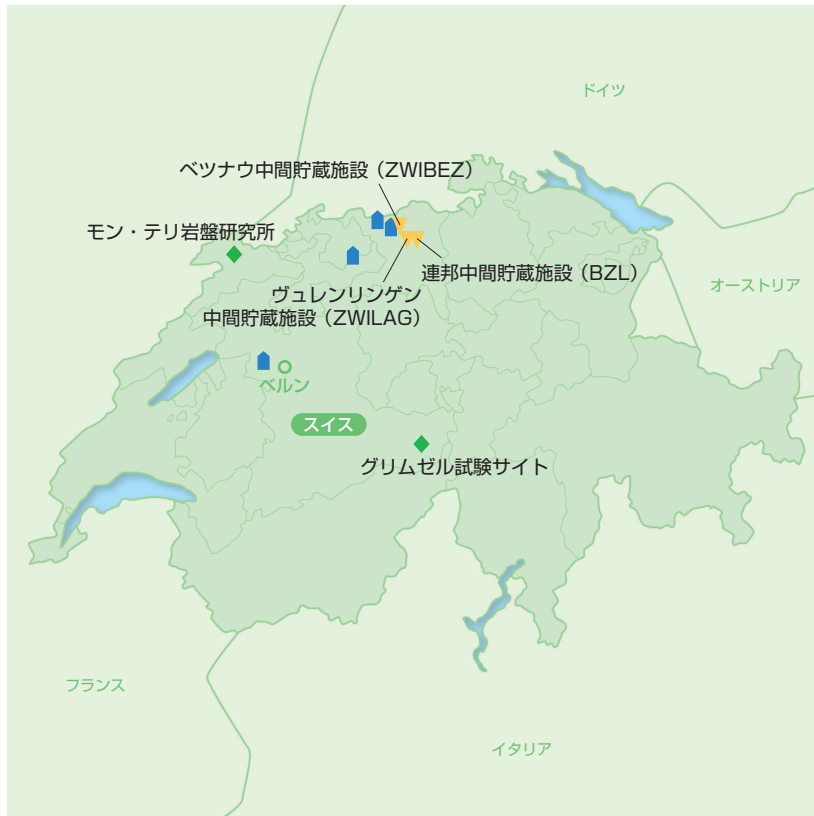 ドイツ
ベツナウ中間貯蔵施設(ZWIBEZ)
モン・テリ岩盤研究所
連邦中間貯蔵施設(BZL)
オーストリア
ヴュレンリンゲン
中間貯蔵施設(ZWILAG)
ベルン
スイス
グリムゼル試験サイト
フランス
イタリア